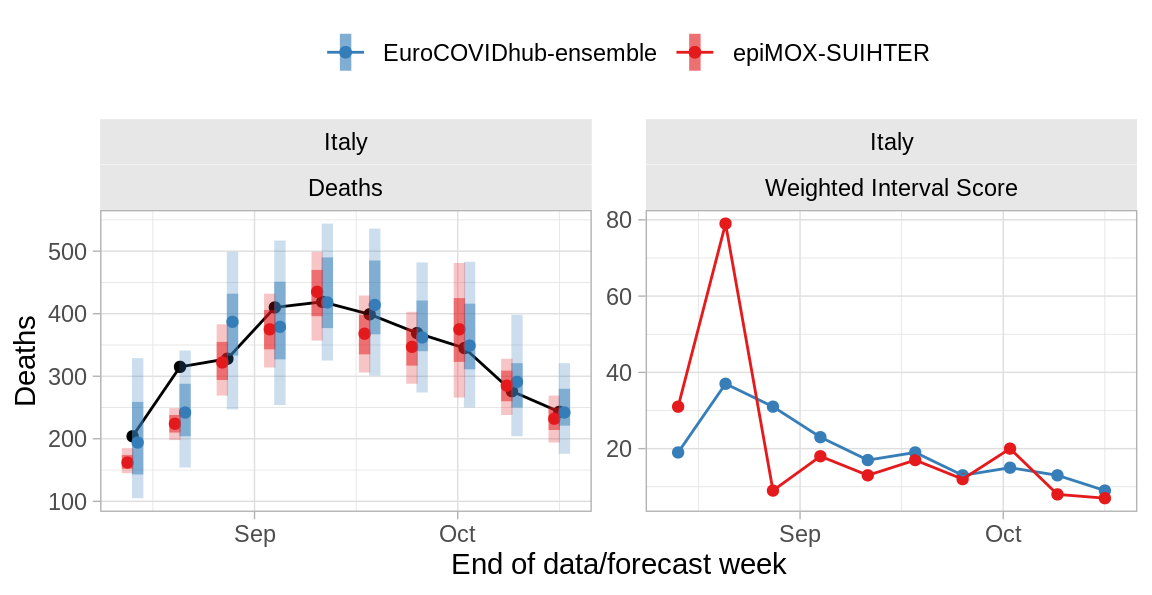 EuroCOVIDhub-ensemble epiMOX-SUIHTER
Italy
Deaths
Italy
Weighted Interval Score
Deaths
500
400
300
200
100
80
60
40
20
Sep
Oct
Sep
Oct
End of data/forecast week